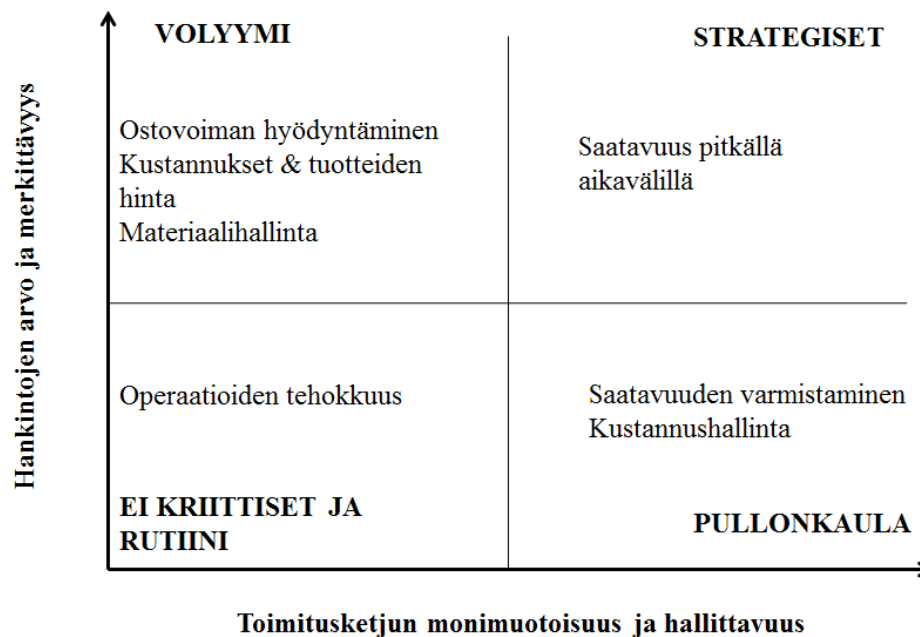 VOLYYMI
STRATEGISET
Ostovoiman hyödyntäminen
Kustannukset & tuotteiden
hinta
Materiaalihallinta
Saatavuus pitkällä
aikavälillä
Hankintojen arvo ja merkittävyys
Operaatioiden tehokkuus
Saatavuuden varmistaminen
Kustannushallinta
EI KRIITTISET JA
RUTIINI
PULLONKAULA
Toimitusketjun monimuotoisuus ja hallittavuus